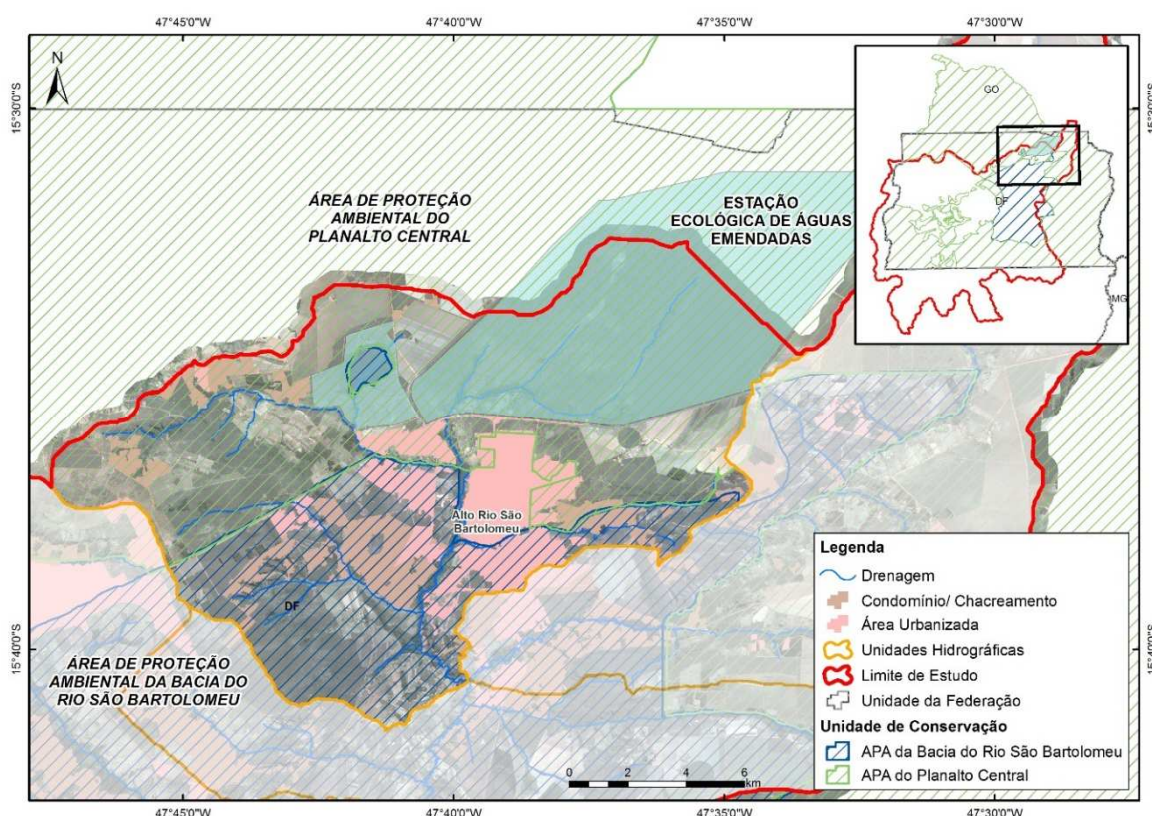 47°45'0"W
47°40'0"W
47°35'0"W
47°30'0"W
N
15°30'0"S
15°30'0"S
GO
DF
MG
ÁREA DE PROTEÇÃO
AMBIENTAL DO
PLANALTO CENTRAL
ESTAÇÃO
ECOLÓGICA DE ÁGUAS
EMENDADAS
Alto Rio São
Bartolomeu
DF
15°40'0"S
15°40'0"S
ÁREA DE PROTEÇÃO
AMBIENTAL DA BACIA DO
RIO SÃO BARTOLOMEU
0 1 2 4 6
km
Legenda
Drenagem
Condomínio/ Chacreamento
Área Urbanizada
Unidades Hidrográficas
Limite de Estudo
Unidade da Federação
Unidade de Conservação
APA da Bacia do Rio São Bartolomeu
APA do Planalto Central
47°45'0"W
47°40'0"W
47°35'0"W
47°30'0"W